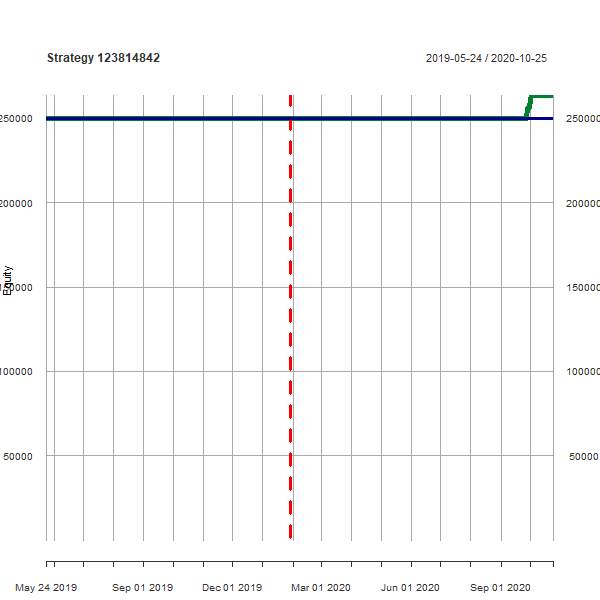 Strategy 123814842
2019-05-24 / 2020-10-25
250000
250000
200000
200000
Equity
150000
150000
100000
100000
50000
50000
May 24 2019
Sep 01 2019
Dec 01 2019
Mar 01 2020
Jun 01 2020
Sep 01 2020